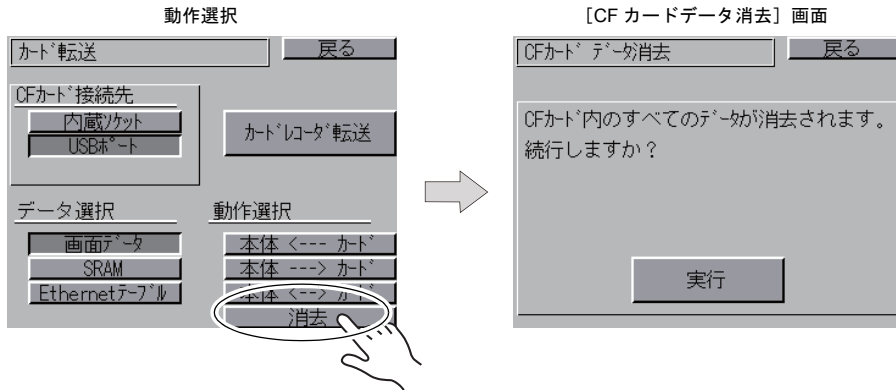 動作選択
カード転送
戻る
CFカード接続先
内蔵ソケット
USBポート
カードレコーダ転送
データ選択
動作選択
画面データ
SRAM
Ethernetテーブル
本体 <--- カード
本体 ---> カード
本体 <--> カード
消去
[CF カードデータ消去] 画面
CFカード データ消去
戻る
CFカード内のすべてのデータが消去されます。
続行しますか？
実行